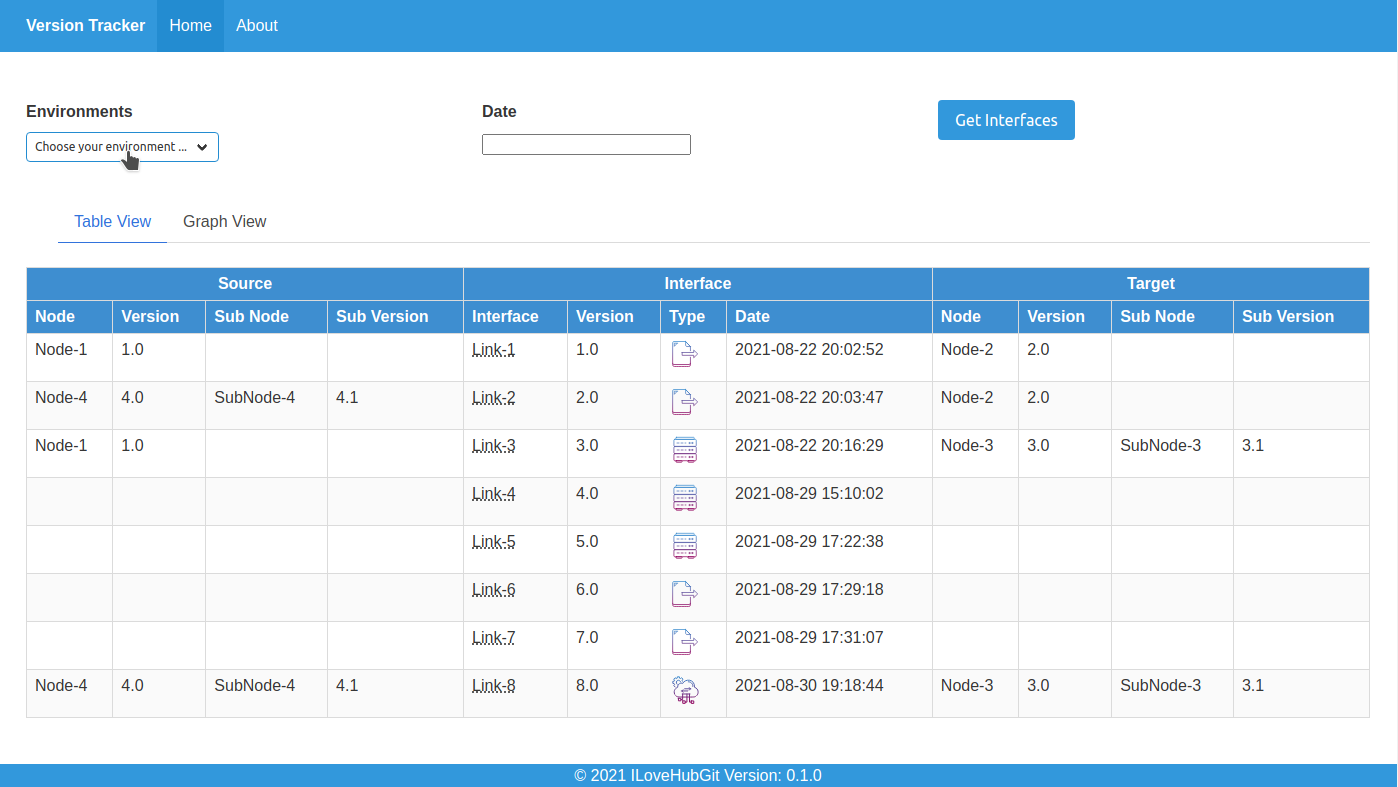 Version Tracker Home About
Environments Date Get Interfaces
Choose your environment ...
Table View Graph View
Source Interface Target
Node Version Sub Node Sub Version Interface Version Type Date Node Version Sub Node Sub Version
Node-1 1.0 Link-1 1.0 2021-08-22 20:02:52 Node-2 2.0
Node-4 4.0 SubNode-4 4.1 Link-2 2.0 2021-08-22 20:03:47 Node-2 2.0
Node-1 1.0 Link-3 3.0 2021-08-22 20:16:29 Node-3 3.0 SubNode-3 3.1
Link-4 4.0 2021-08-29 15:10:02
Link-5 5.0 2021-08-29 17:22:38
Link-6 6.0 2021-08-29 17:29:18
Link-7 7.0 2021-08-29 17:31:07
Node-4 4.0 SubNode-4 4.1 Link-8 8.0 2021-08-30 19:18:44 Node-3 3.0 SubNode-3 3.1
© 2021 ILoveHubGit Version: 0.1.0